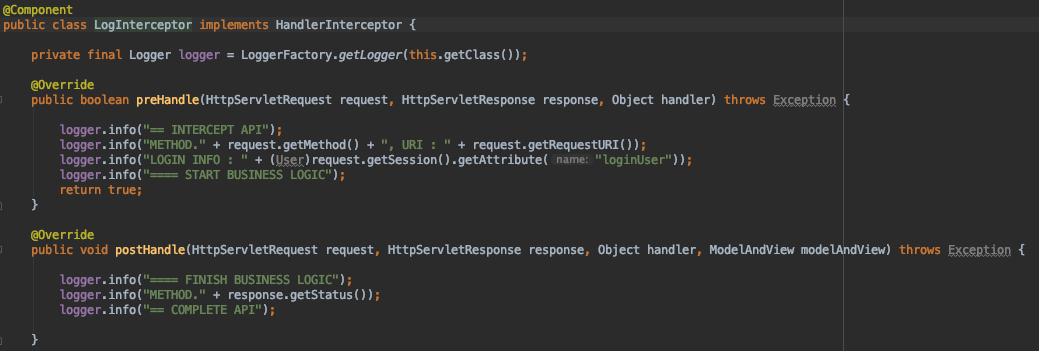 @Component
public class LogInterceptor implements HandlerInterceptor {
private final Logger logger = LoggerFactory.getLogger(this.getClass());
@Override
public boolean preHandle(HttpServletRequest request, HttpServletResponse response, Object handler) throws Exception {
logger.info("== INTERCEPT API");
logger.info("METHOD." + request.getMethod() + ", URI : " + request.getRequestURI());
logger.info("LOGIN INFO : " + (User)request.getSession().getAttribute( name: "loginUser"));
logger.info("==== START BUSINESS LOGIC");
return true;
}
@Override
public void postHandle(HttpServletRequest request, HttpServletResponse response, Object handler, ModelAndView modelAndView) throws Exception {
logger.info("==== FINISH BUSINESS LOGIC");
logger.info("METHOD." + response.getStatus());
logger.info("== COMPLETE API");
}